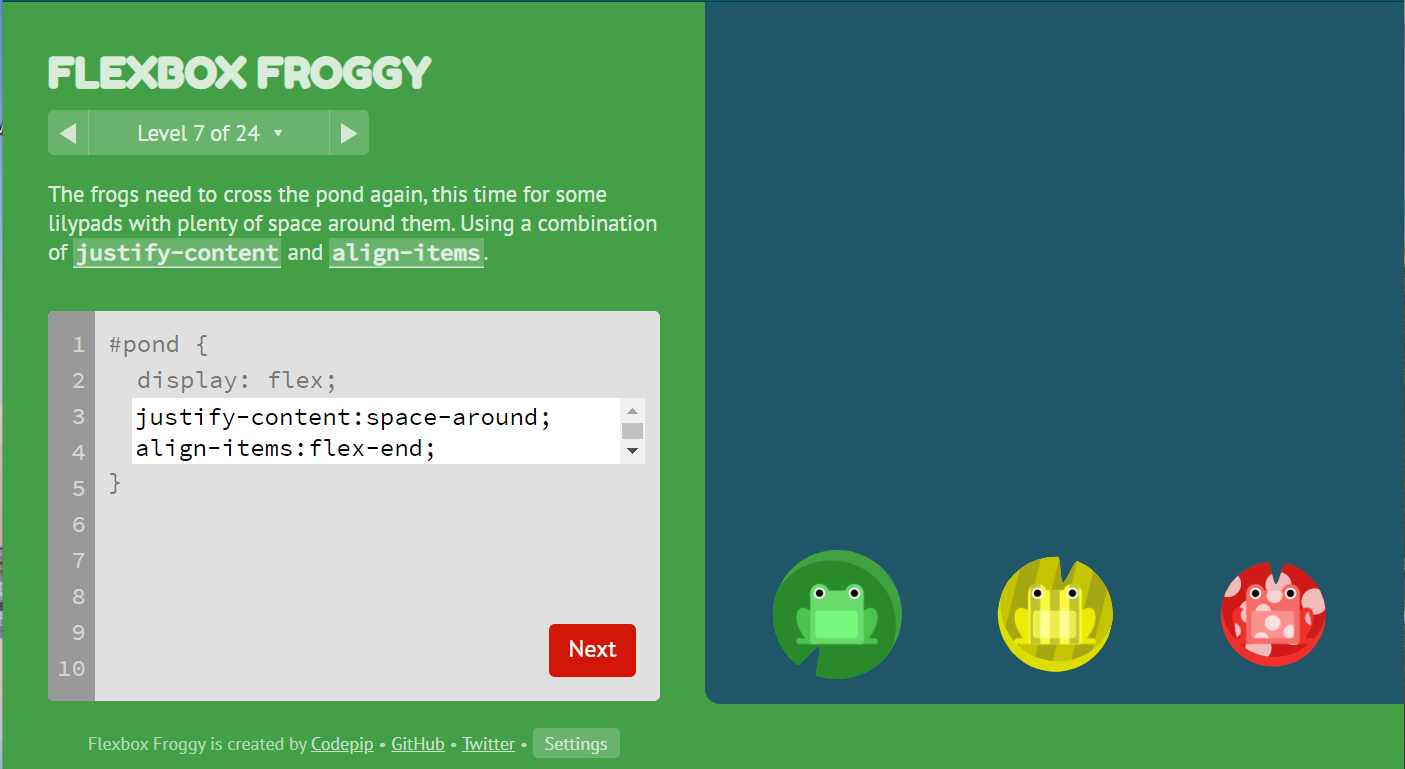 FLEXBOX FROGGY
Level 7 of 24
The frogs need to cross the pond again, this time for some
lilypads with plenty of space around them. Using a combination
of justify-content and align-items.
1 #pond {
2 display: flex;
3 justify-content:space-around;
4 align-items:flex-end;
5 }
6
7
8
9
10
Next
Flexbox Froggy is created by Codepip • GitHub • Twitter • Settings